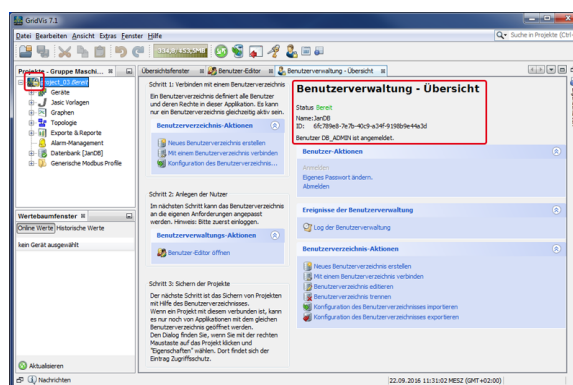 GridVis 7.1
Datei Bearbeiten Ansicht Extras Fenster Hilfe
Suche in Projekte (Ctrl+
Projekte - Gruppe Maschi...
Project_03 Bereit
Geräte
Jasic Vorlagen
Graphen
Topologie
Exporte & Reporte
Alarm-Management
Datenbank [JanDB]
Generische Modbus Profile
Wertebaumfenster
Online Werte Historische Werte
kein Gerät ausgewählt
Aktualisieren
Nachrichten
Übersichtsfenster
Benutzer-Editor
Benutzerverwaltung - Übersicht
Schritt 1: Verbinden mit einem Benutzerverzeichnis
Ein Benutzerverzeichnis definiert alle Benutzer
und deren Rechte in dieser Applikation. Es kann
nur ein Benutzerverzeichnis gleichzeitig aktiv sein.
Benutzerverzeichnis-Aktionen
Neues Benutzerverzeichnis erstellen
Mit einem Benutzerverzeichnis verbinden
Konfiguration des Benutzerverzeichnis...
Schritt 2: Anlegen der Nutzer
Im nächsten Schritt kann das Benutzerverzeichnis
an die eigenen Anforderungen angepasst
werden. Hinweis: Bitte zuerst einloggen.
Benutzerverwaltungs-Aktionen
Benutzer-Editor öffnen
Schritt 3: Sichern der Projekte
Der nächste Schritt ist das Sichern von Projekten
mit Hilfe des Benutzerverzeichnisses.
Wenn ein Projekt mit diesem verbunden ist, kann
es nur noch von Applikationen mit dem gleichen
Benutzerverzeichnis geöffnet werden.
Den Dialog finden Sie, wenn Sie mit der rechten
Maustaste auf das Projekt klicken und
"Eigenschaften" wählen. Dort findet sich der
Eintrag Zugriffsschutz.
Benutzerverwaltung - Übersicht
Status Bereit
Name:JanDB
ID: 6fc789e8-7e7b-40c9-a34f-9198b9e44a3d
Benutzer DB_ADMIN ist angemeldet.
Benutzer-Aktionen
Anmelden
Eigenes Passwort ändern.
Abmelden
Ereignisse der Benutzerverwaltung
Log der Benutzerverwaltung
Benutzerverzeichnis-Aktionen
Neues Benutzerverzeichnis erstellen
Mit einem Benutzerverzeichnis verbinden
Benutzerverzeichnis editieren
Benutzerverzeichnis trennen
Konfiguration des Benutzerverzeichnisses importieren
Konfiguration des Benutzerverzeichnisses exportieren
22.09.2016 11:31:02 MESZ (GMT+02:00)